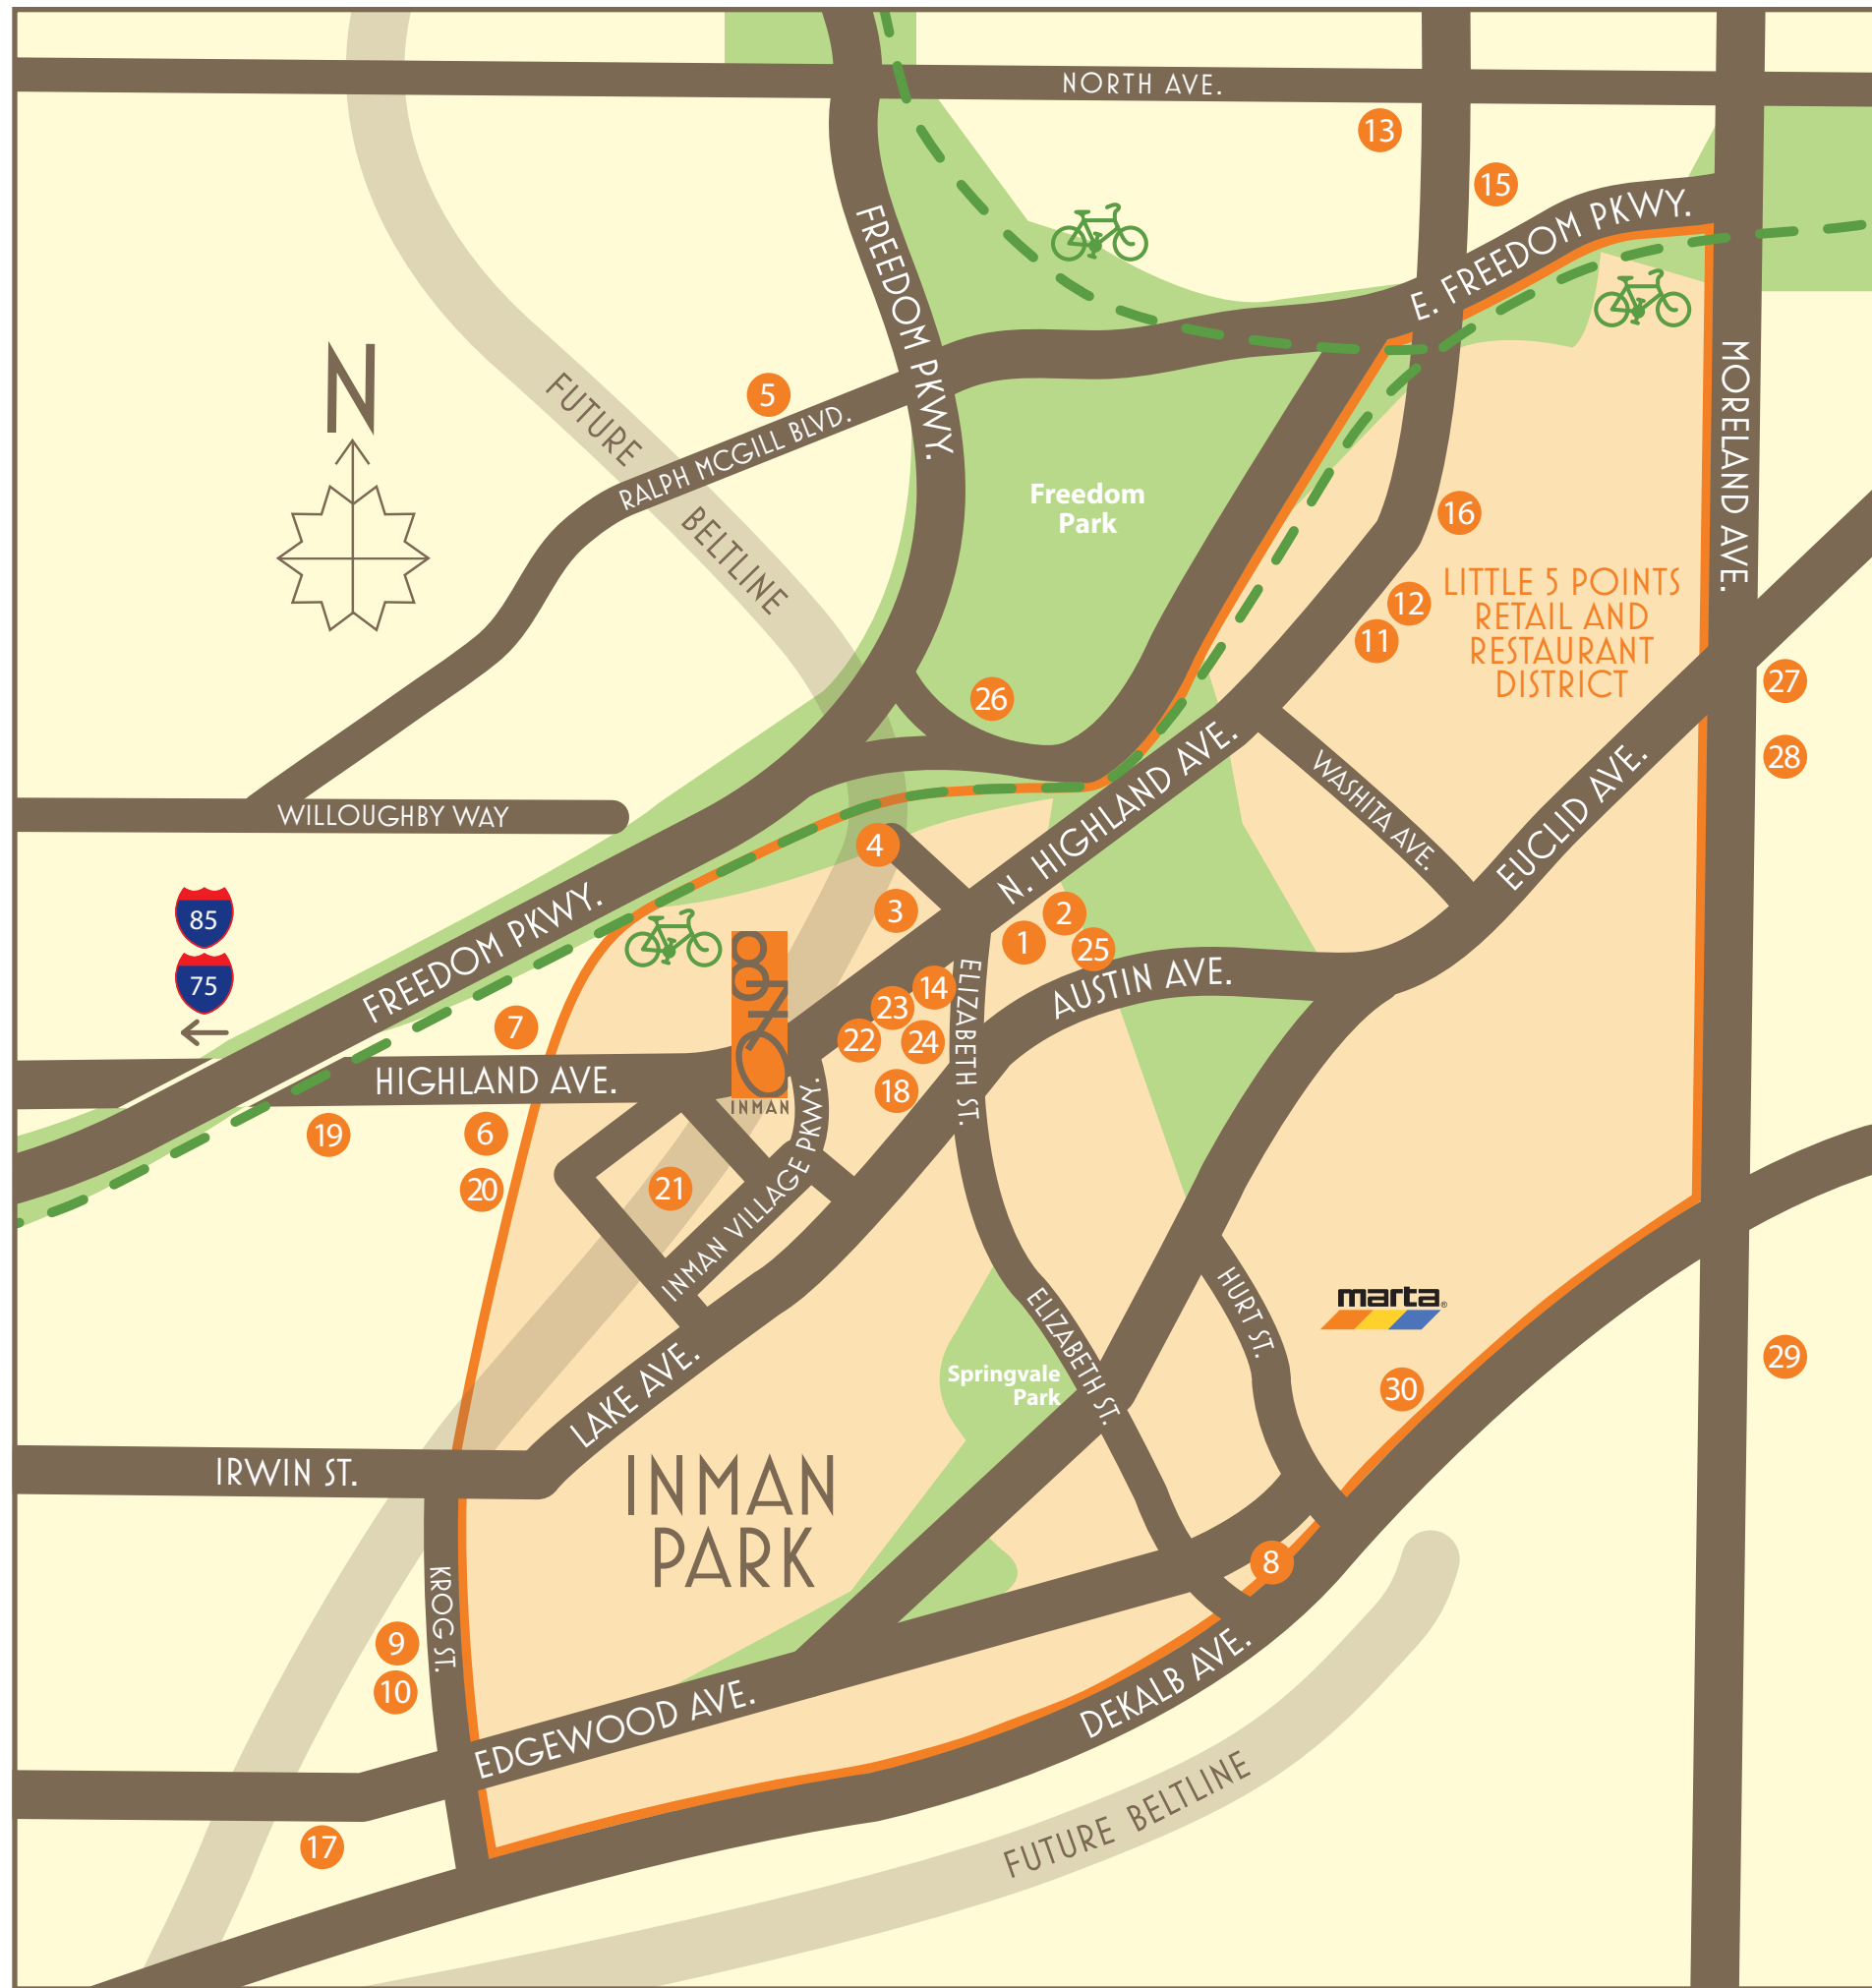 NORTH AVE.
13
15
E. FREEDOM PKWY.
FREEDOM PKWY.
N
5
RALPH MCGILL BLVD.
FUTURE
BELTLINE
MORELAND AVE.
Freedom
Park
16
LITTLE 5 POINTS
RETAIL AND
RESTAURANT
DISTRICT
12
11
27
26
28
WASHITA AVE.
EUCLID AVE.
N. HIGHLAND AVE.
WILLOUGHBY WAY
4
3
2
1
25
85
75
FREEDOM PKWY.
7
14
23
22
24
18
ELIZABETH ST.
AUSTIN AVE.
HIGHLAND AVE.
INMAN
INMAN VILLAGE PKWY.
19
6
20
21
HURT ST.
marta®
29
30
ELIZABETH ST.
Springvale
Park
LAKE AVE.
IRWIN ST.
INMAN
PARK
KROG ST.
8
9
10
EDGEWOOD AVE.
DEKALB AVE.
17
FUTURE BELTLINE